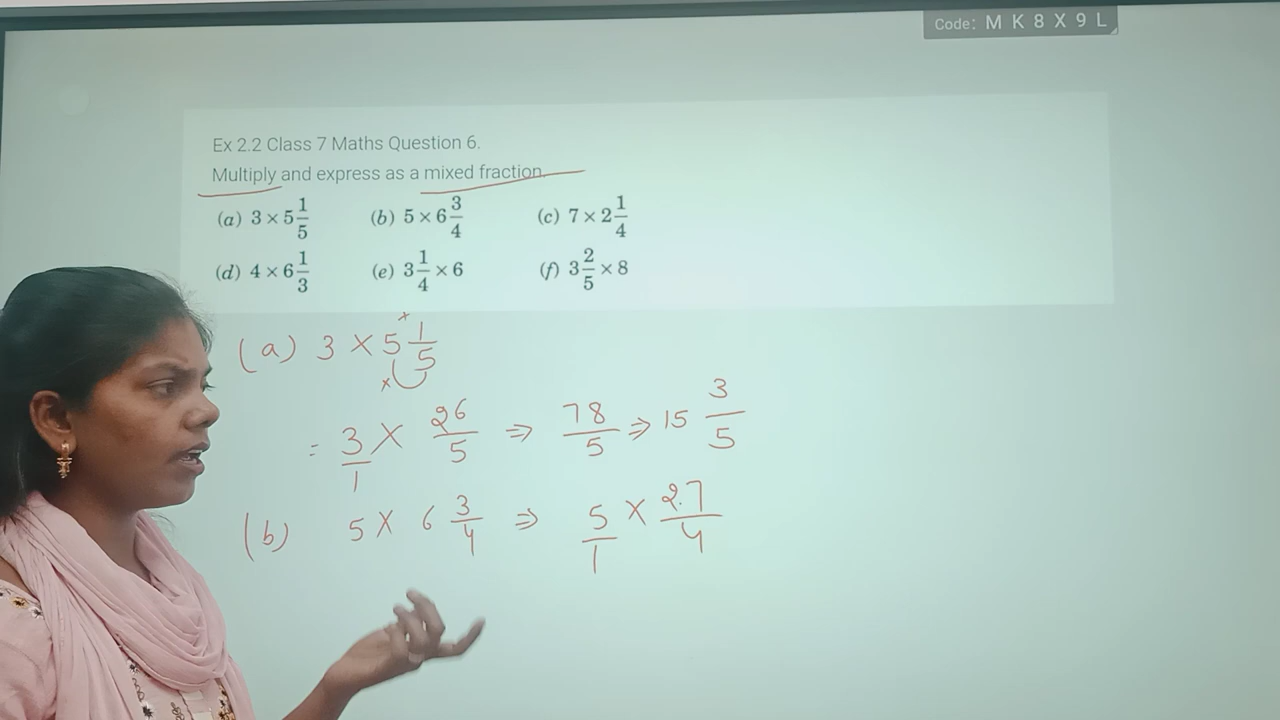 Code: M K 8 X 9 L
Ex 2.2 Class 7 Maths Question 6.
Multiply and express as a mixed fraction.
(a) 3 × 5 1/5 (b) 5 × 6 3/4 (c) 7 × 2 1/4
(d) 4 × 6 1/3 (e) 3 1/4 × 6 (f) 3 2/5 × 8
(a) 3 × 5 + 1/5
×
= 3/1 × 26/5 ⇒ 78/5 ⇒ 15 3/5
(b) 5 × 6 3/4 ⇒ 5/1 × 27/4